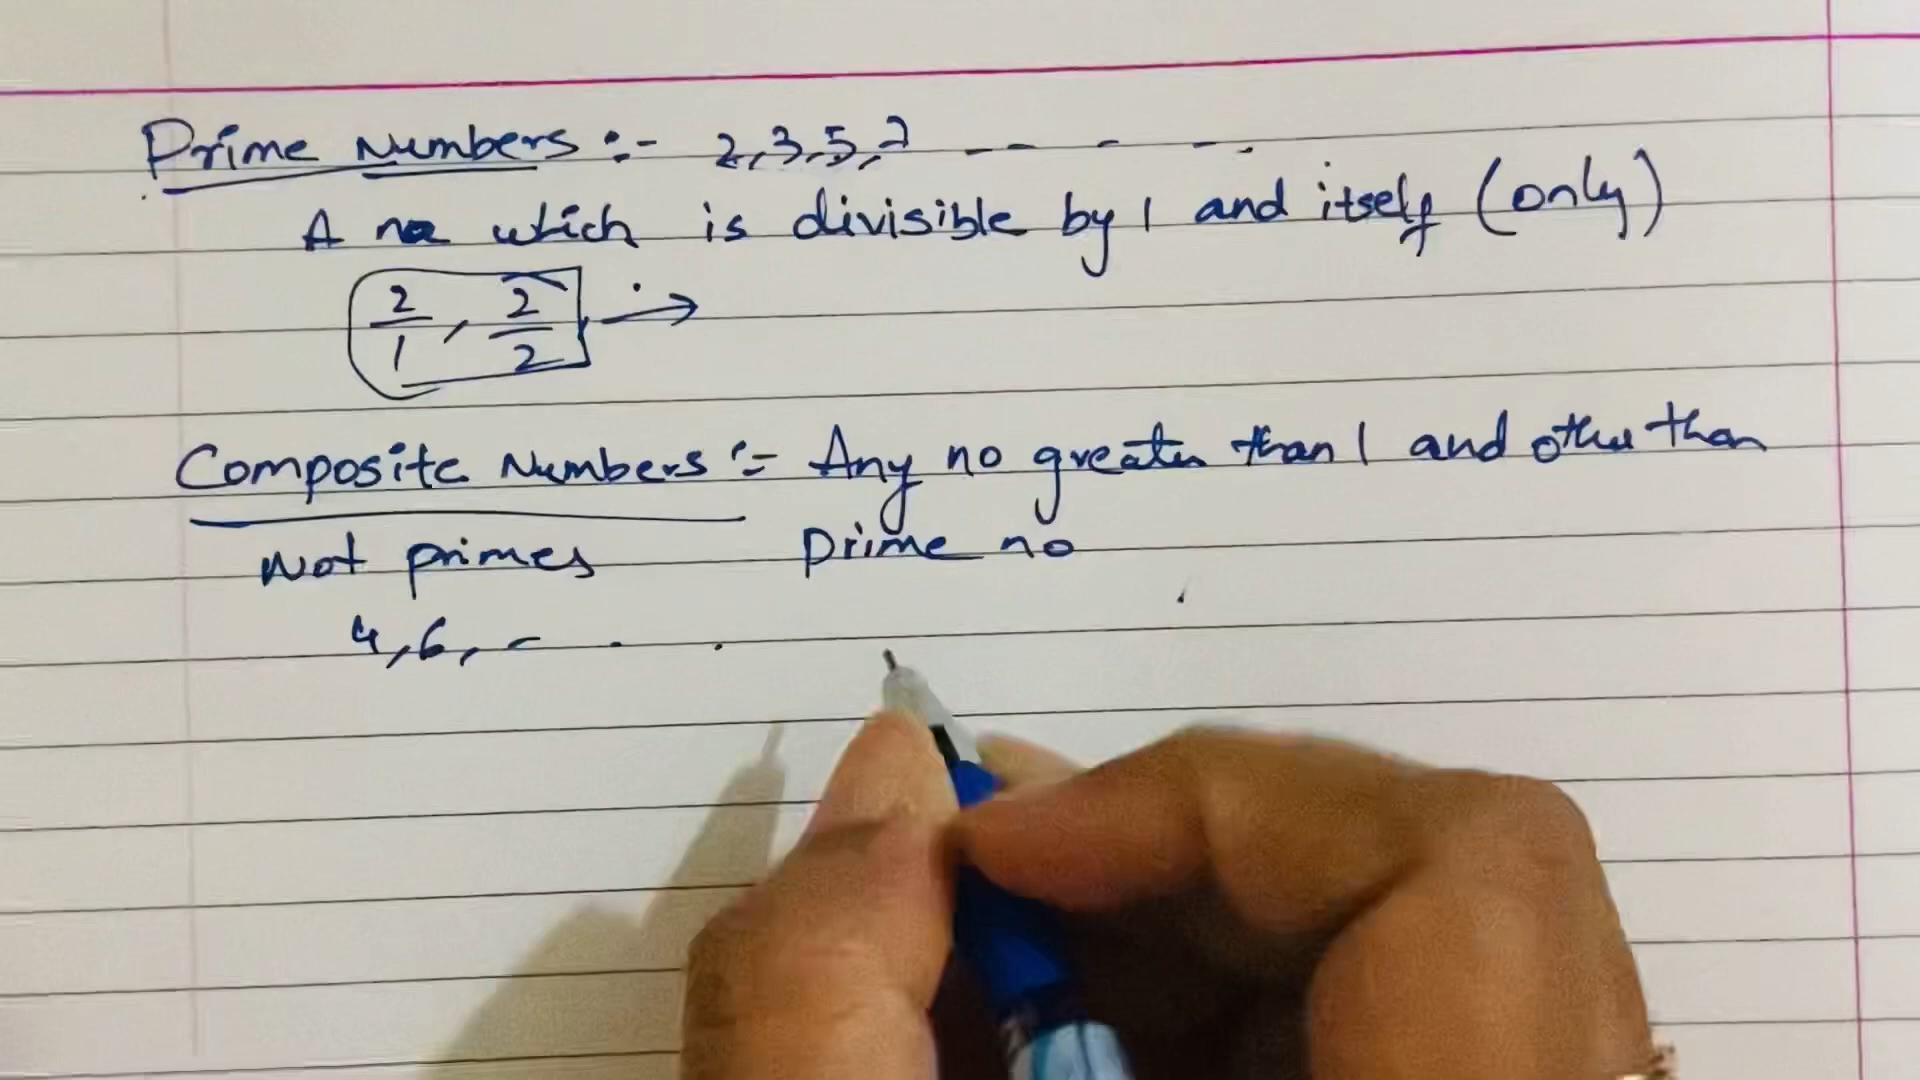 Prime Numbers :- 2,3,5,7 -- - -.
A no which is divisible by 1 and itself (only)
2/1 , 2/2 →
Composite Numbers :- Any no greater than 1 and other than
Not primes prime no
4,6, - . .